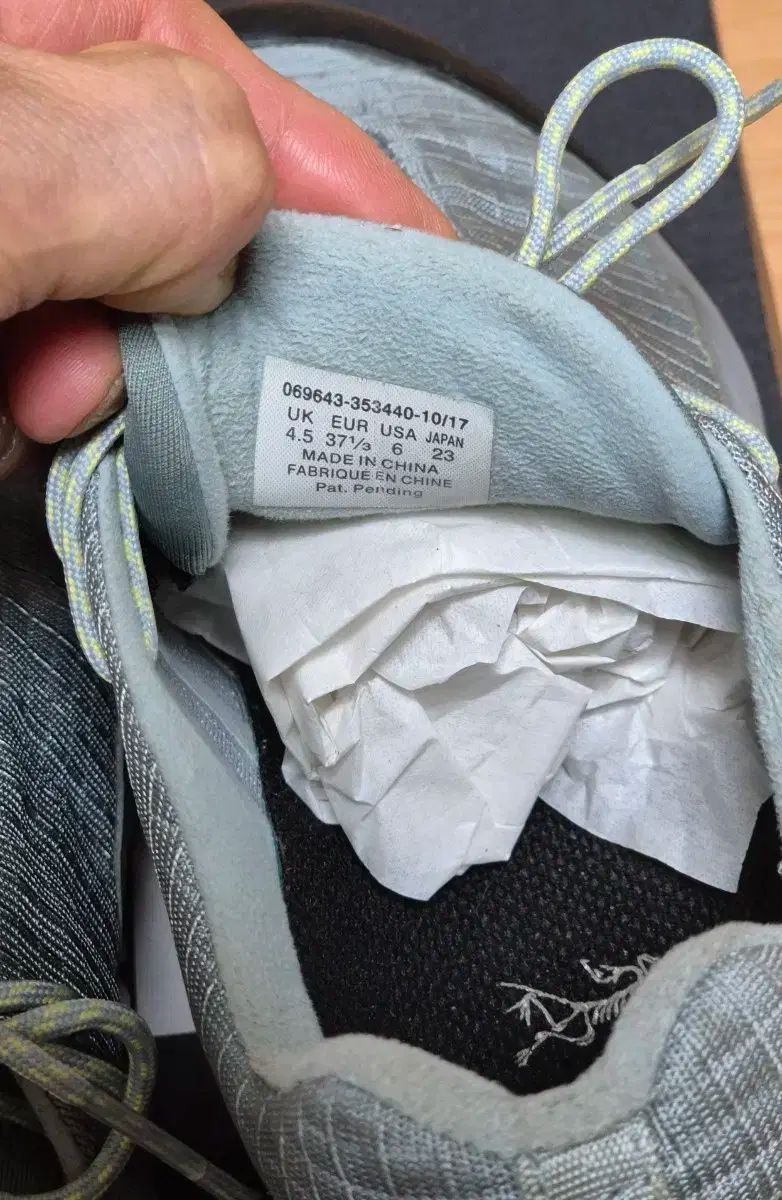 069643-353440-10/17
UK EUR USA JAPAN
4.5 37⅓ 6 23
MADE IN CHINA
FABRIQUÉ EN CHINE
Pat. Pending